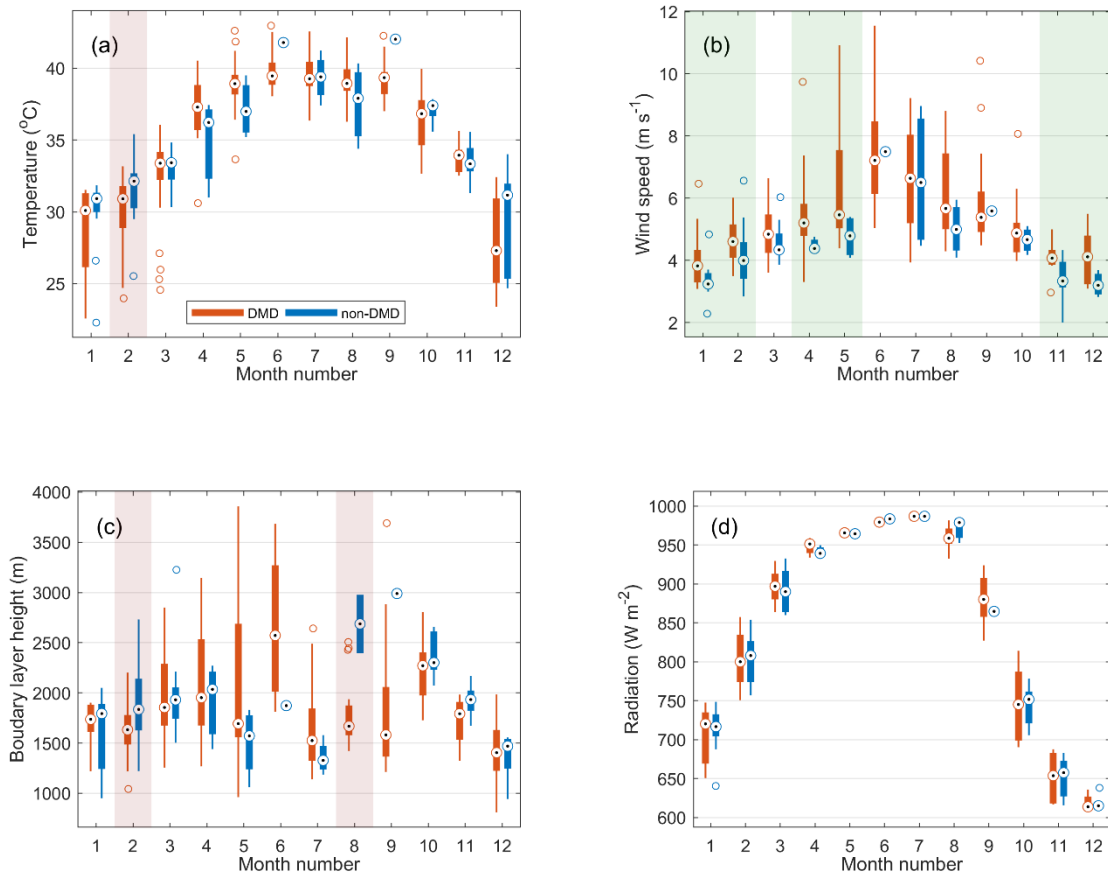 (a)
Temperature (°C)
40
35
30
25
DMD non-DMD
1 2 3 4 5 6 7 8 9 10 11 12
Month number
(b)
Wind speed (m s-1)
12
10
8
6
4
2
1 2 3 4 5 6 7 8 9 10 11 12
Month number
(c)
Boudary layer height (m)
4000
3500
3000
2500
2000
1500
1000
1 2 3 4 5 6 7 8 9 10 11 12
Month number
(d)
Radiation (W m-2)
1000
950
900
850
800
750
700
650
600
1 2 3 4 5 6 7 8 9 10 11 12
Month number